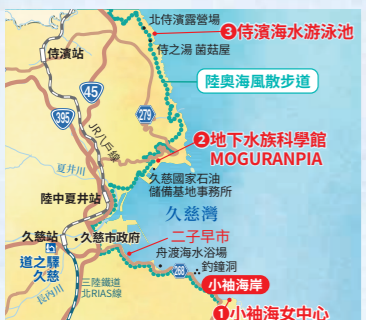 北侍濱露營場
❸侍濱海水游泳池
侍之湯 菌菇屋
侍濱站
陸奧海風散步道
45
395
279
JR八戶線
❷地下水族科學館
MOGURANPIA
夏井川
久慈國家石油
儲備基地事務所
陸中夏井站
久慈灣
久慈站
久慈市政府
二子早市
舟渡海水浴場
道之驛
久慈
268
釣鐘洞
三陸鐵道
北RIAS線
長內川
小袖海岸
❶小袖海女中心